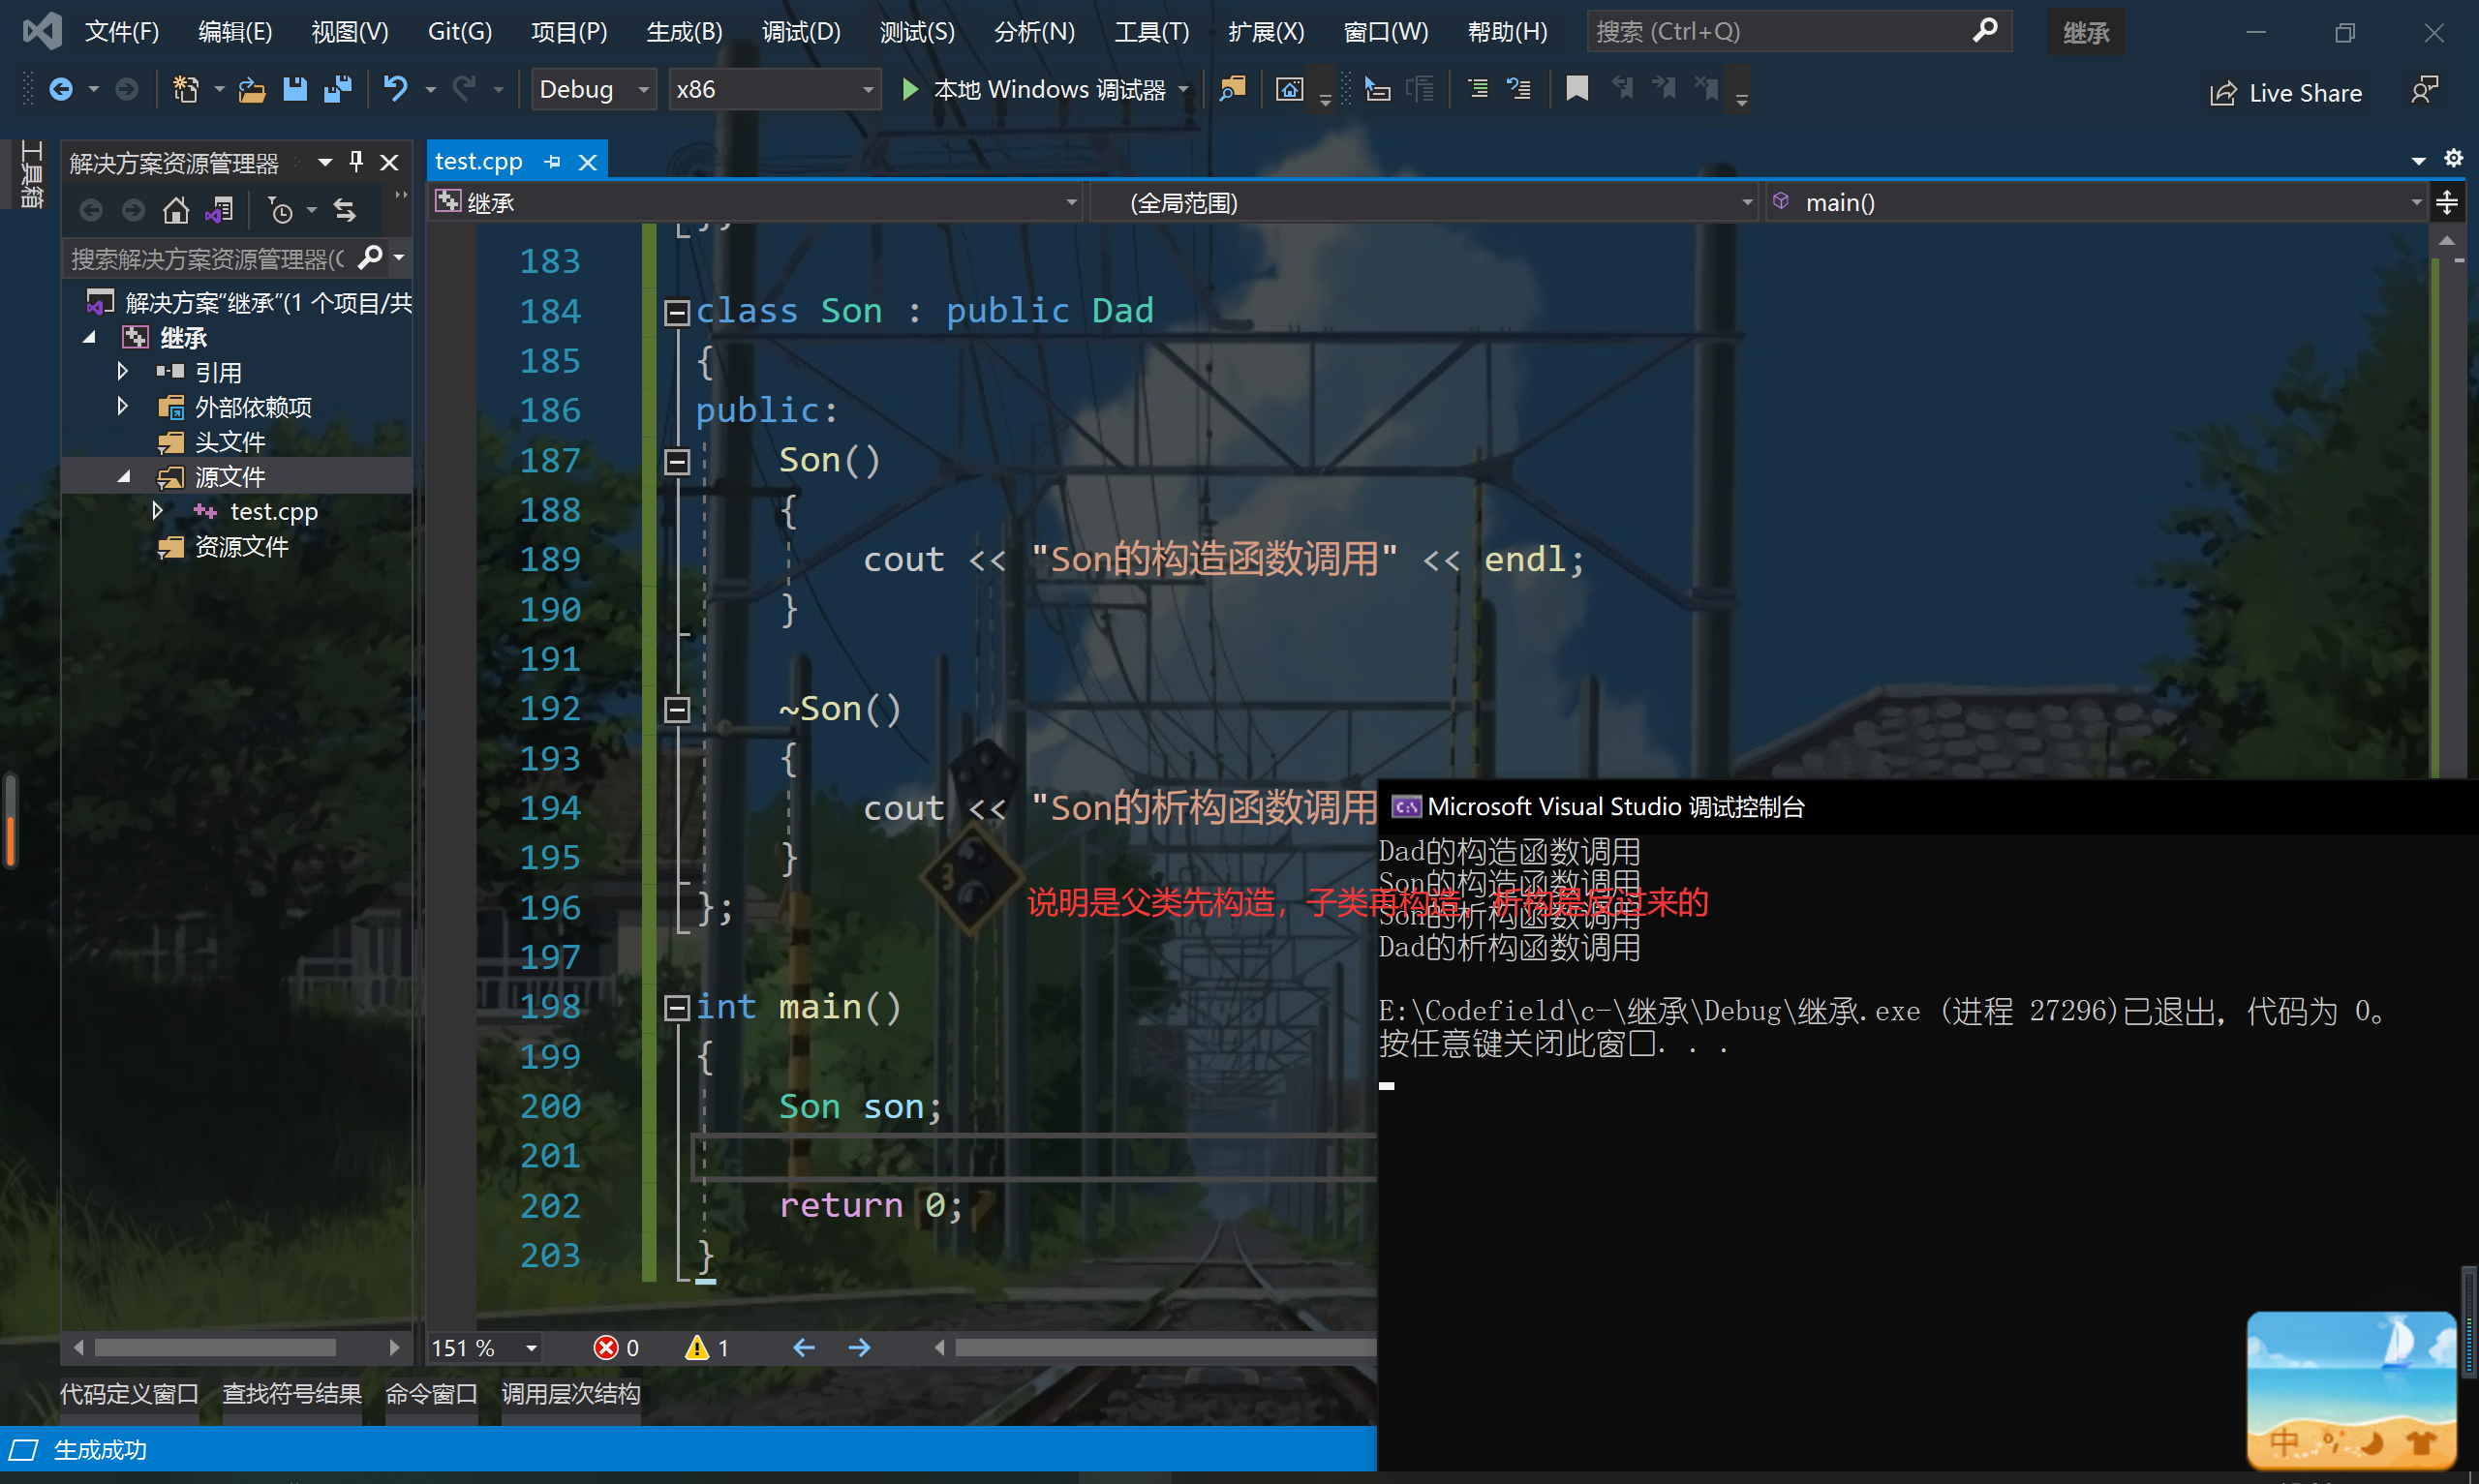 文件(F) 编辑(E) 视图(V) Git(G) 项目(P) 生成(B) 调试(D) 测试(S) 分析(N) 工具(T) 扩展(X) 窗口(W) 帮助(H) 搜索 (Ctrl+Q) 继承
Debug x86 本地 Windows 调试器 Live Share
工具箱
解决方案资源管理器
搜索解决方案资源管理器(C
解决方案“继承”(1 个项目/共
继承
引用
外部依赖项
头文件
源文件
test.cpp
资源文件
test.cpp
继承 (全局范围) main()
183
184 class Son : public Dad
185 {
186 public:
187 Son()
188 {
189 cout << "Son的构造函数调用" << endl;
190 }
191
192 ~Son()
193 {
194 cout << "Son的析构函数调用
195 }
196 };
197
198 int main()
199 {
200 Son son;
201
202 return 0;
203 }
说明是父类先构造，子类再构造，析构是反过来的
Microsoft Visual Studio 调试控制台
Dad的构造函数调用
Son的构造函数调用
Son的析构函数调用
Dad的析构函数调用
E:\Codefield\c-\继承\Debug\继承.exe (进程 27296)已退出，代码为 0。
按任意键关闭此窗口. . .
151 % 0 1
代码定义窗口 查找符号结果 命令窗口 调用层次结构
生成成功
中